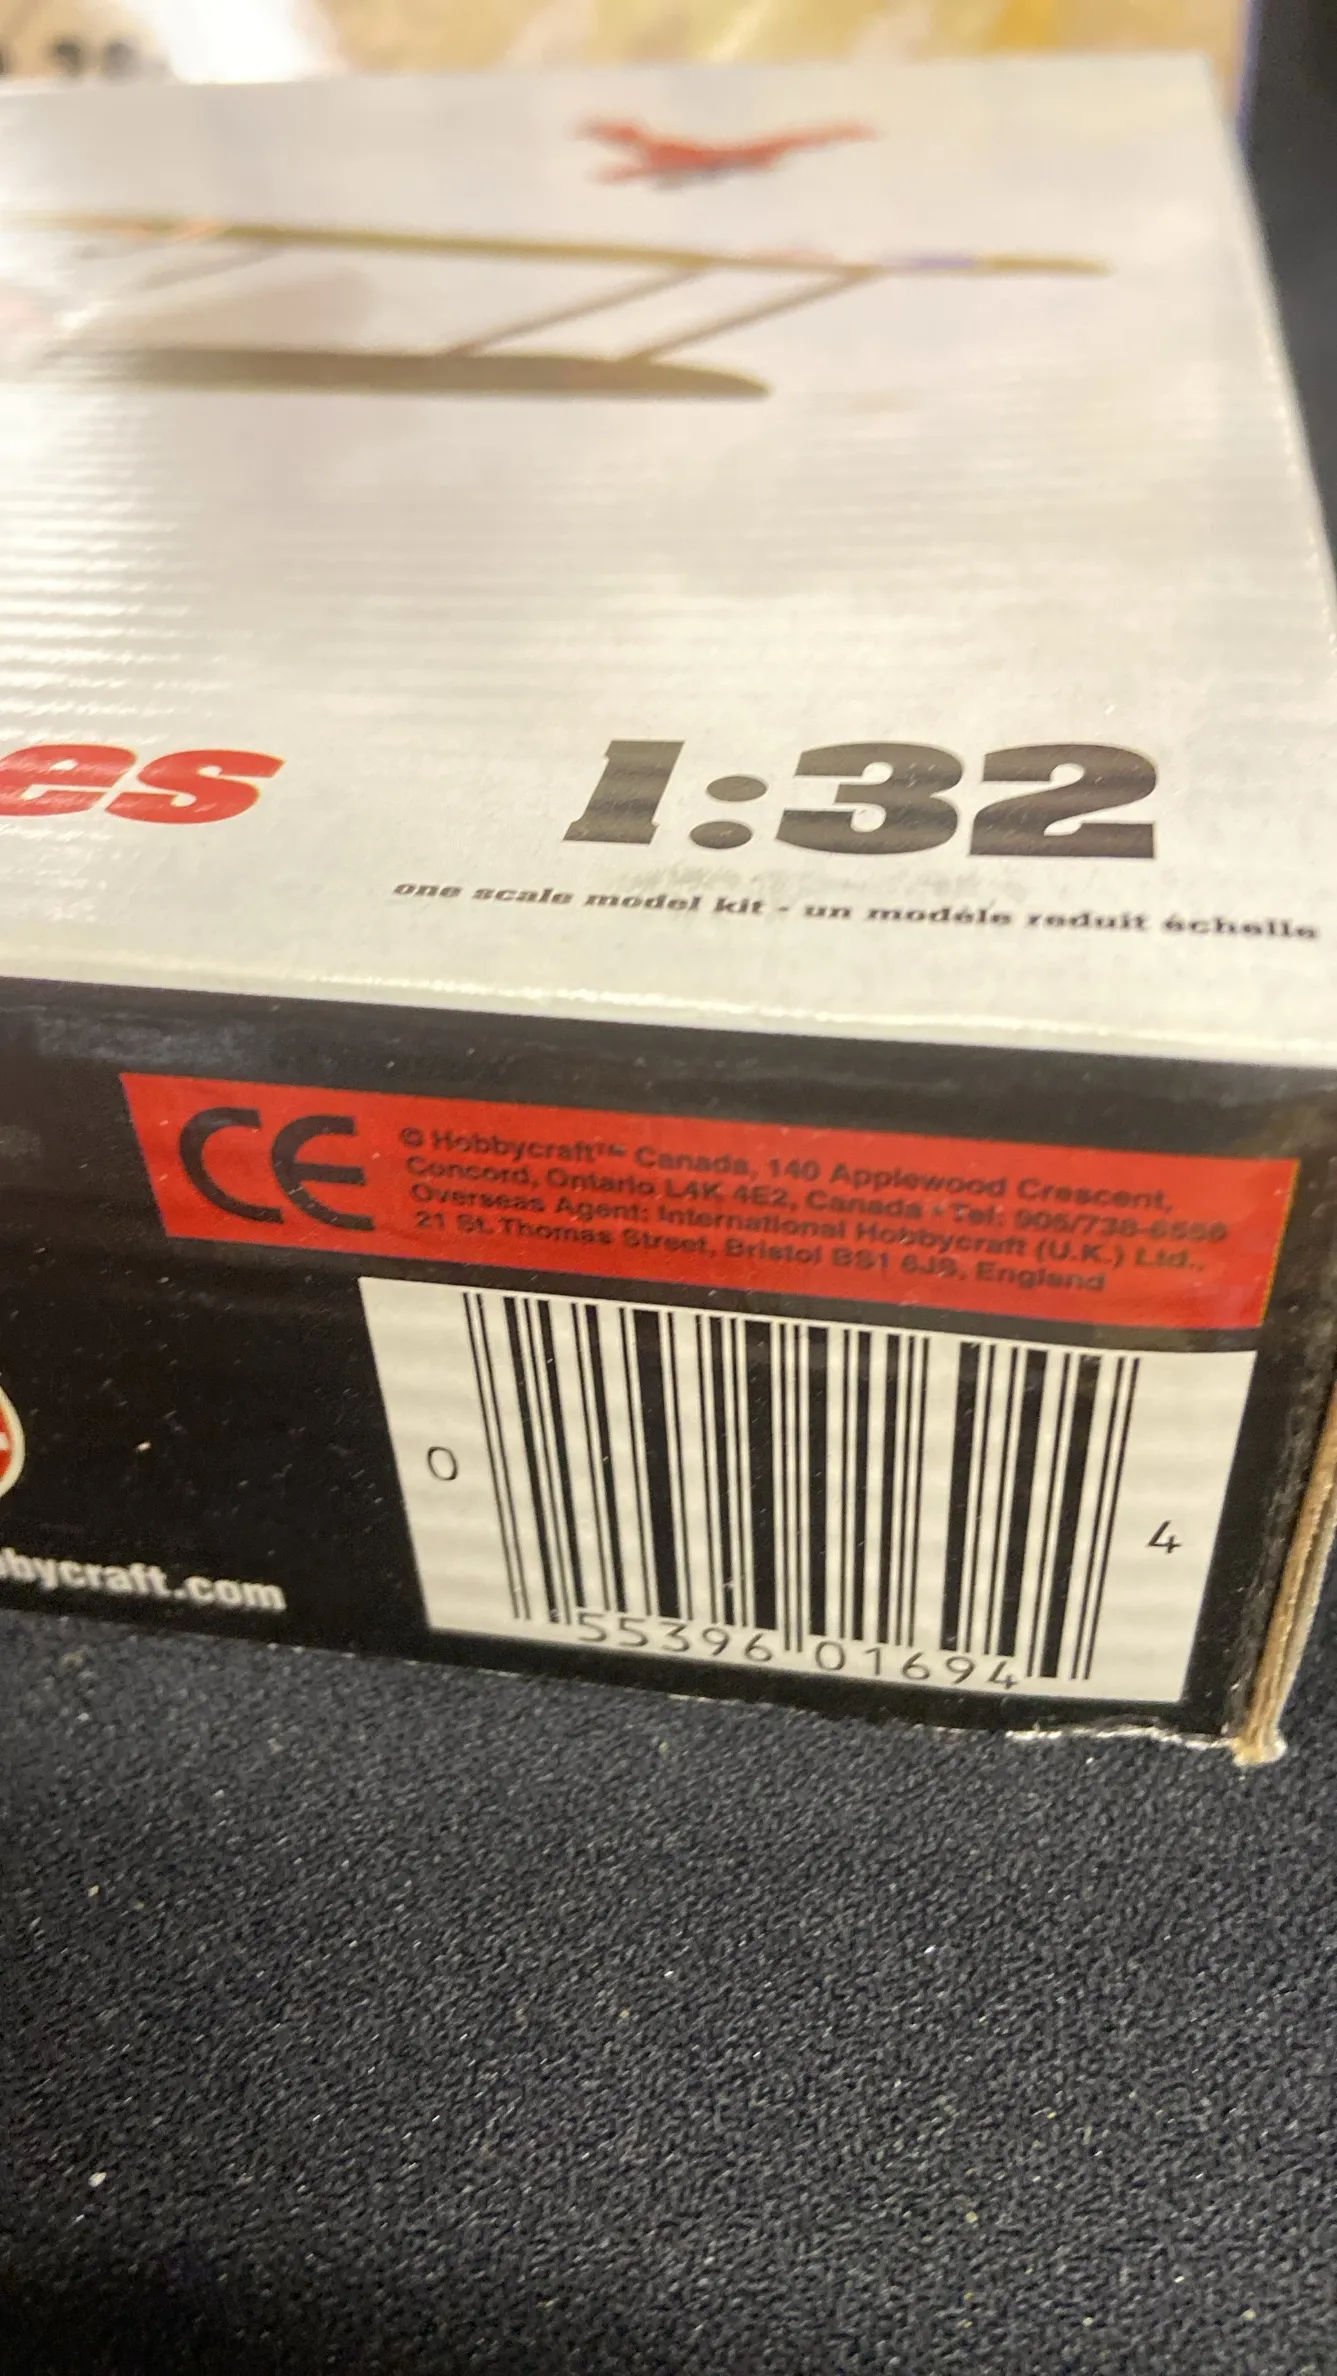 es
1:32
one scale model kit - un modèle reduit échelle
CE
© Hobbycraft™ Canada, 140 Applewood Crescent,
Concord, Ontario L4K 4E2, Canada • Tel: 905/738-6556
Overseas Agent: International Hobbycraft (U.K.) Ltd.,
21 St. Thomas Street, Bristol BS1 6JS, England
0 55396 01694 4
bycraft.com